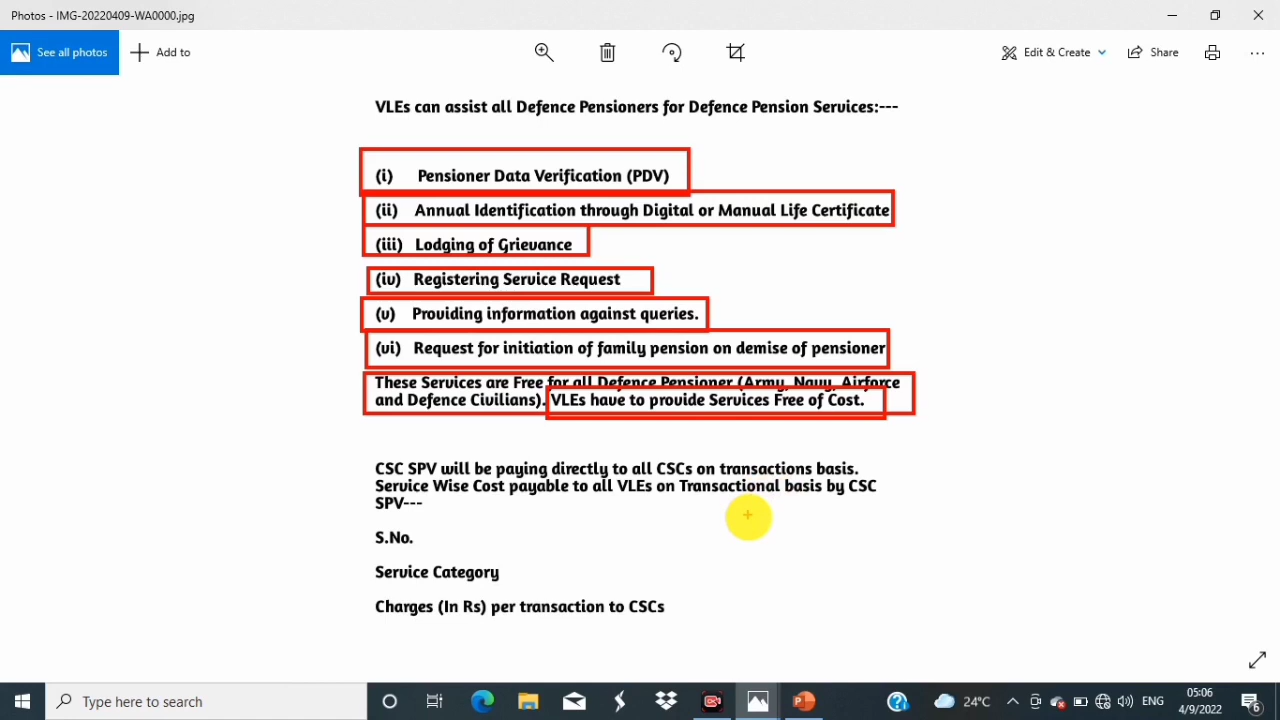 Photos - IMG-20220409-WA0000.jpg
See all photos
Add to
Edit & Create
Share
VLEs can assist all Defence Pensioners for Defence Pension Services:---
(i) Pensioner Data Verification (PDV)
(ii) Annual Identification through Digital or Manual Life Certificate
(iii) Lodging of Grievance
(iv) Registering Service Request
(v) Providing information against queries.
(vi) Request for initiation of family pension on demise of pensioner
These Services are Free for all Defence Pensioner (Army, Navy, Airforce
and Defence Civilians). VLEs have to provide Services Free of Cost.
CSC SPV will be paying directly to all CSCs on transactions basis.
Service Wise Cost payable to all VLEs on Transactional basis by CSC
SPV---
S.No.
Service Category
Charges (In Rs) per transaction to CSCs
Type here to search
24°C
ENG
05:06
4/9/2022
6